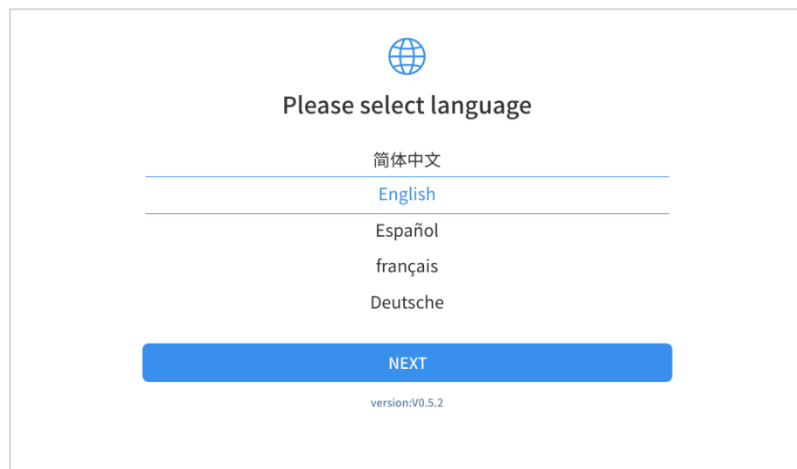 Please select language
简体中文
English
Español
français
Deutsche
NEXT
version:V0.5.2